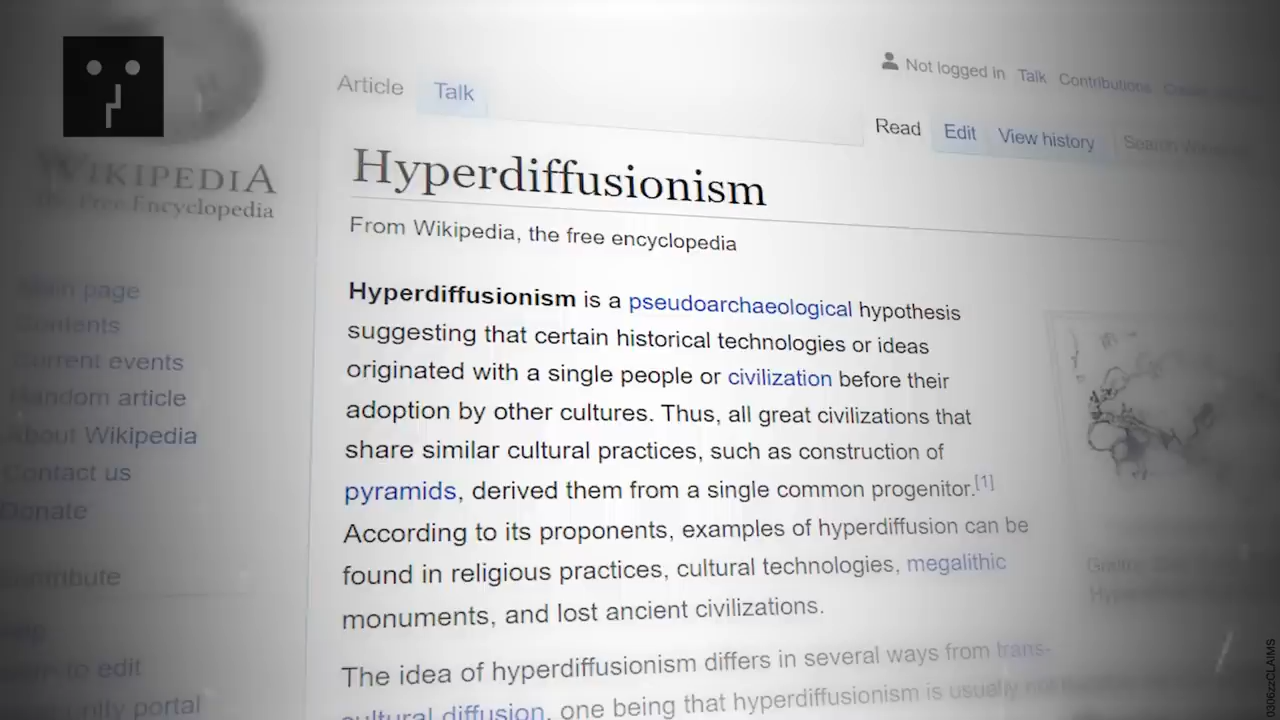 Not logged in Talk Contributions
Article Talk
Read Edit View history
WIKIPEDIA
The Free Encyclopedia
Hyperdiffusionism
From Wikipedia, the free encyclopedia
Main page
Contents
Current events
Random article
About Wikipedia
Contact us
Donate
Contribute
Hyperdiffusionism is a pseudoarchaeological hypothesis
suggesting that certain historical technologies or ideas
originated with a single people or civilization before their
adoption by other cultures. Thus, all great civilizations that
share similar cultural practices, such as construction of
pyramids, derived them from a single common progenitor.[1]
According to its proponents, examples of hyperdiffusion can be
found in religious practices, cultural technologies, megalithic
monuments, and lost ancient civilizations.
The idea of hyperdiffusionism differs in several ways from trans-
cultural diffusion, one being that hyperdiffusionism is usually
0306zzCLAIMS